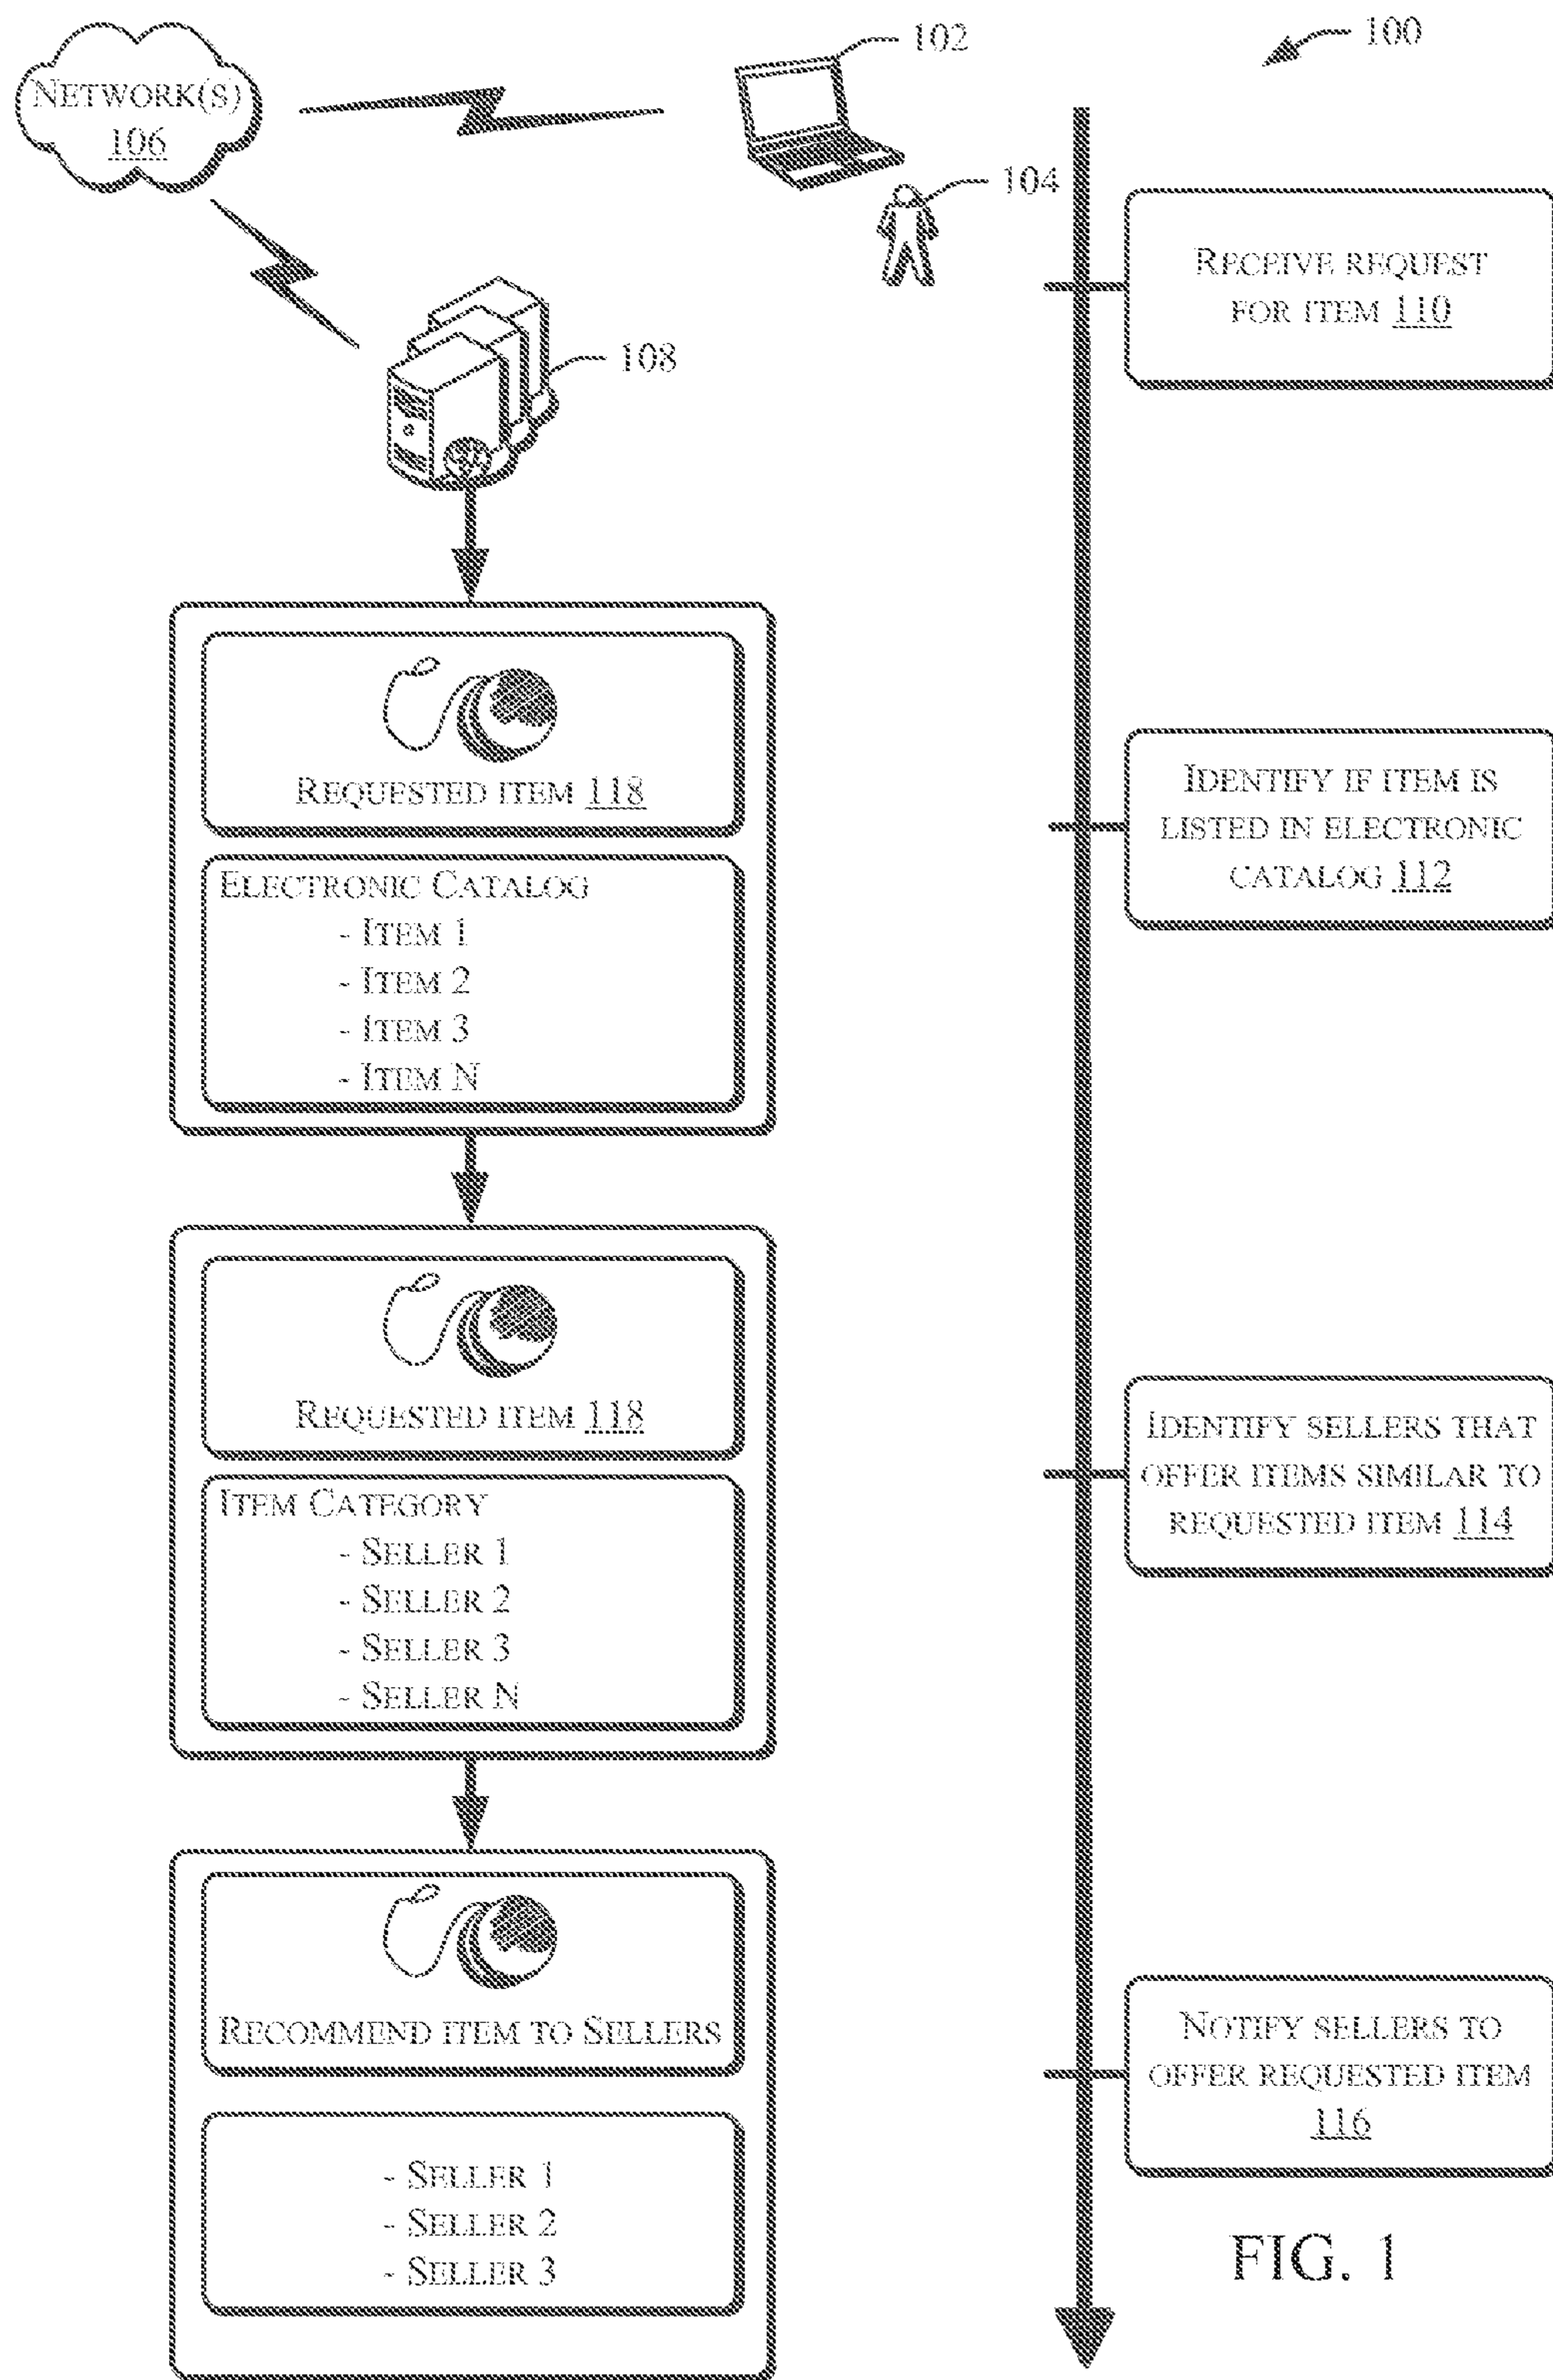 NETWORK(S)
106
102
100
104
108
RECEIVE REQUEST
FOR ITEM 110
REQUESTED ITEM 118
ELECTRONIC CATALOG
- ITEM 1
- ITEM 2
- ITEM 3
- ITEM N
IDENTIFY IF ITEM IS
LISTED IN ELECTRONIC
CATALOG 112
REQUESTED ITEM 118
ITEM CATEGORY
- SELLER 1
- SELLER 2
- SELLER 3
- SELLER N
IDENTIFY SELLERS THAT
OFFER ITEMS SIMILAR TO
REQUESTED ITEM 114
RECOMMEND ITEM TO SELLERS
- SELLER 1
- SELLER 2
- SELLER 3
NOTIFY SELLERS TO
OFFER REQUESTED ITEM
116
FIG. 1